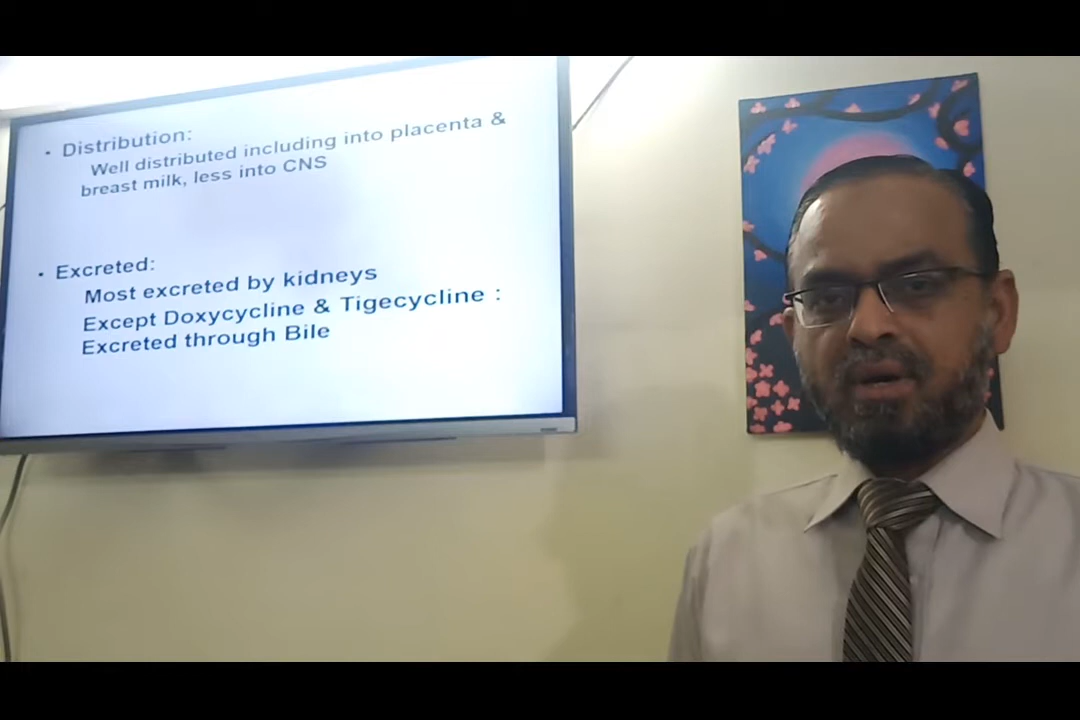 • Distribution:
Well distributed including into placenta &
breast milk, less into CNS
• Excreted:
Most excreted by kidneys
Except Doxycycline & Tigecycline :
Excreted through Bile